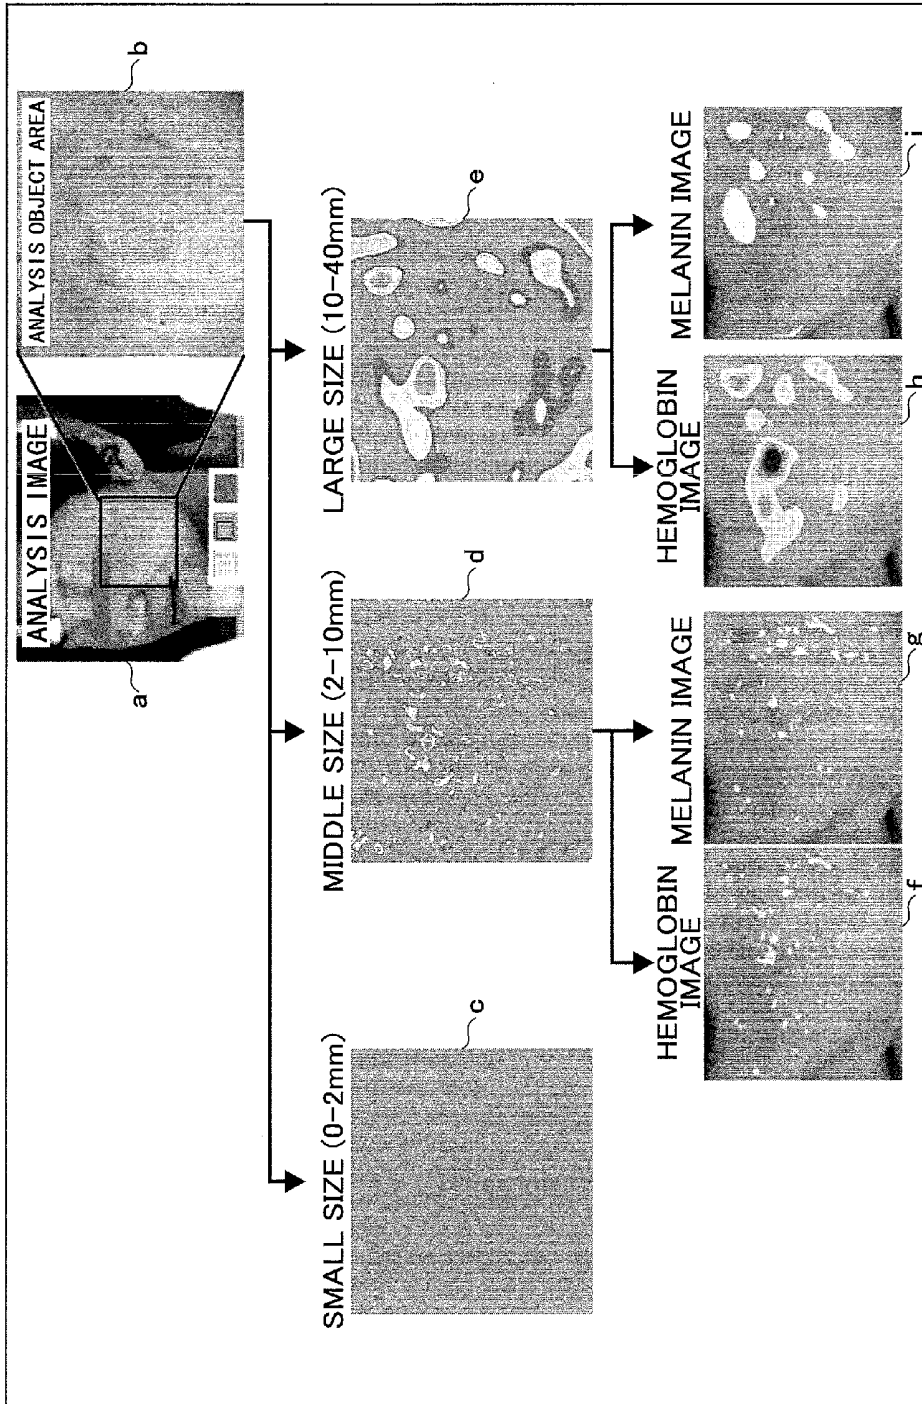 ANALYSIS IMAGE
a
ANALYSIS OBJECT AREA
b
SMALL SIZE (0-2mm)
c
MIDDLE SIZE (2-10mm)
d
LARGE SIZE (10-40mm)
e
HEMOGLOBIN
IMAGE
f
MELANIN IMAGE
g
HEMOGLOBIN
IMAGE
h
MELANIN IMAGE
i